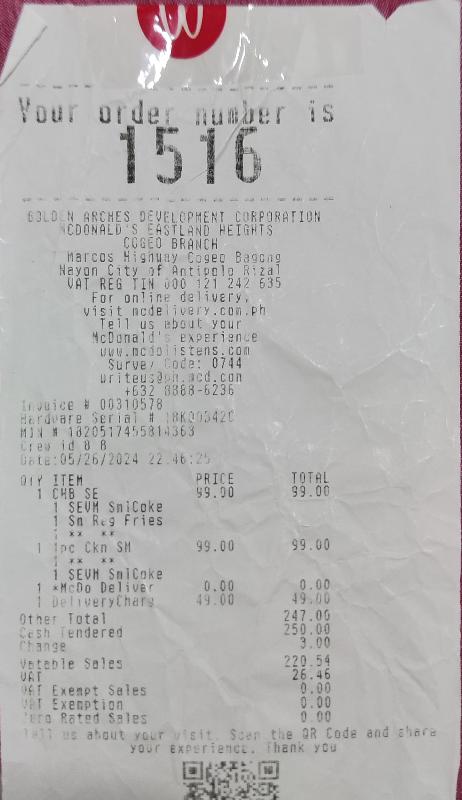 Your order number is
1516
GOLDEN ARCHES DEVELOPMENT CORPORATION
MCDONALD'S EASTLAND HEIGHTS
COGEO BRANCH
Marcos Highway Cogeo Bagong
Nayon City of Antipolo Rizal
VAT REG TIN 000 121 242 635
For online delivery,
visit mcdelivery.com.ph
Tell us about your
McDonald's experience
www.mcdolistens.com
Survey Code: 0744
writeus@ph.mcd.com
+632 8888-6236
Invoice # 00310578
Hardware Serial # 18K003420
MIN # 1820517455814363
Crew id 8 8
Date:05/26/2024 22:46:25
QTY ITEM PRICE TOTAL
1 CHB SE 99.00 99.00
1 SEVM SmlCoke
1 Sm Reg Fries
1 ** **
1 1pc Ckn SM 99.00 99.00
1 ** **
1 SEVM SmlCoke
1 *McDo Deliver 0.00 0.00
1 DeliveryCharg 49.00 49.00
Other Total 247.00
Cash Tendered 250.00
Change 3.00
Vatable Sales 220.54
VAT 26.46
VAT Exempt Sales 0.00
VAT Exemption 0.00
Zero Rated Sales 0.00
Tell us about your visit. Scan the QR Code and share
your experience. Thank you